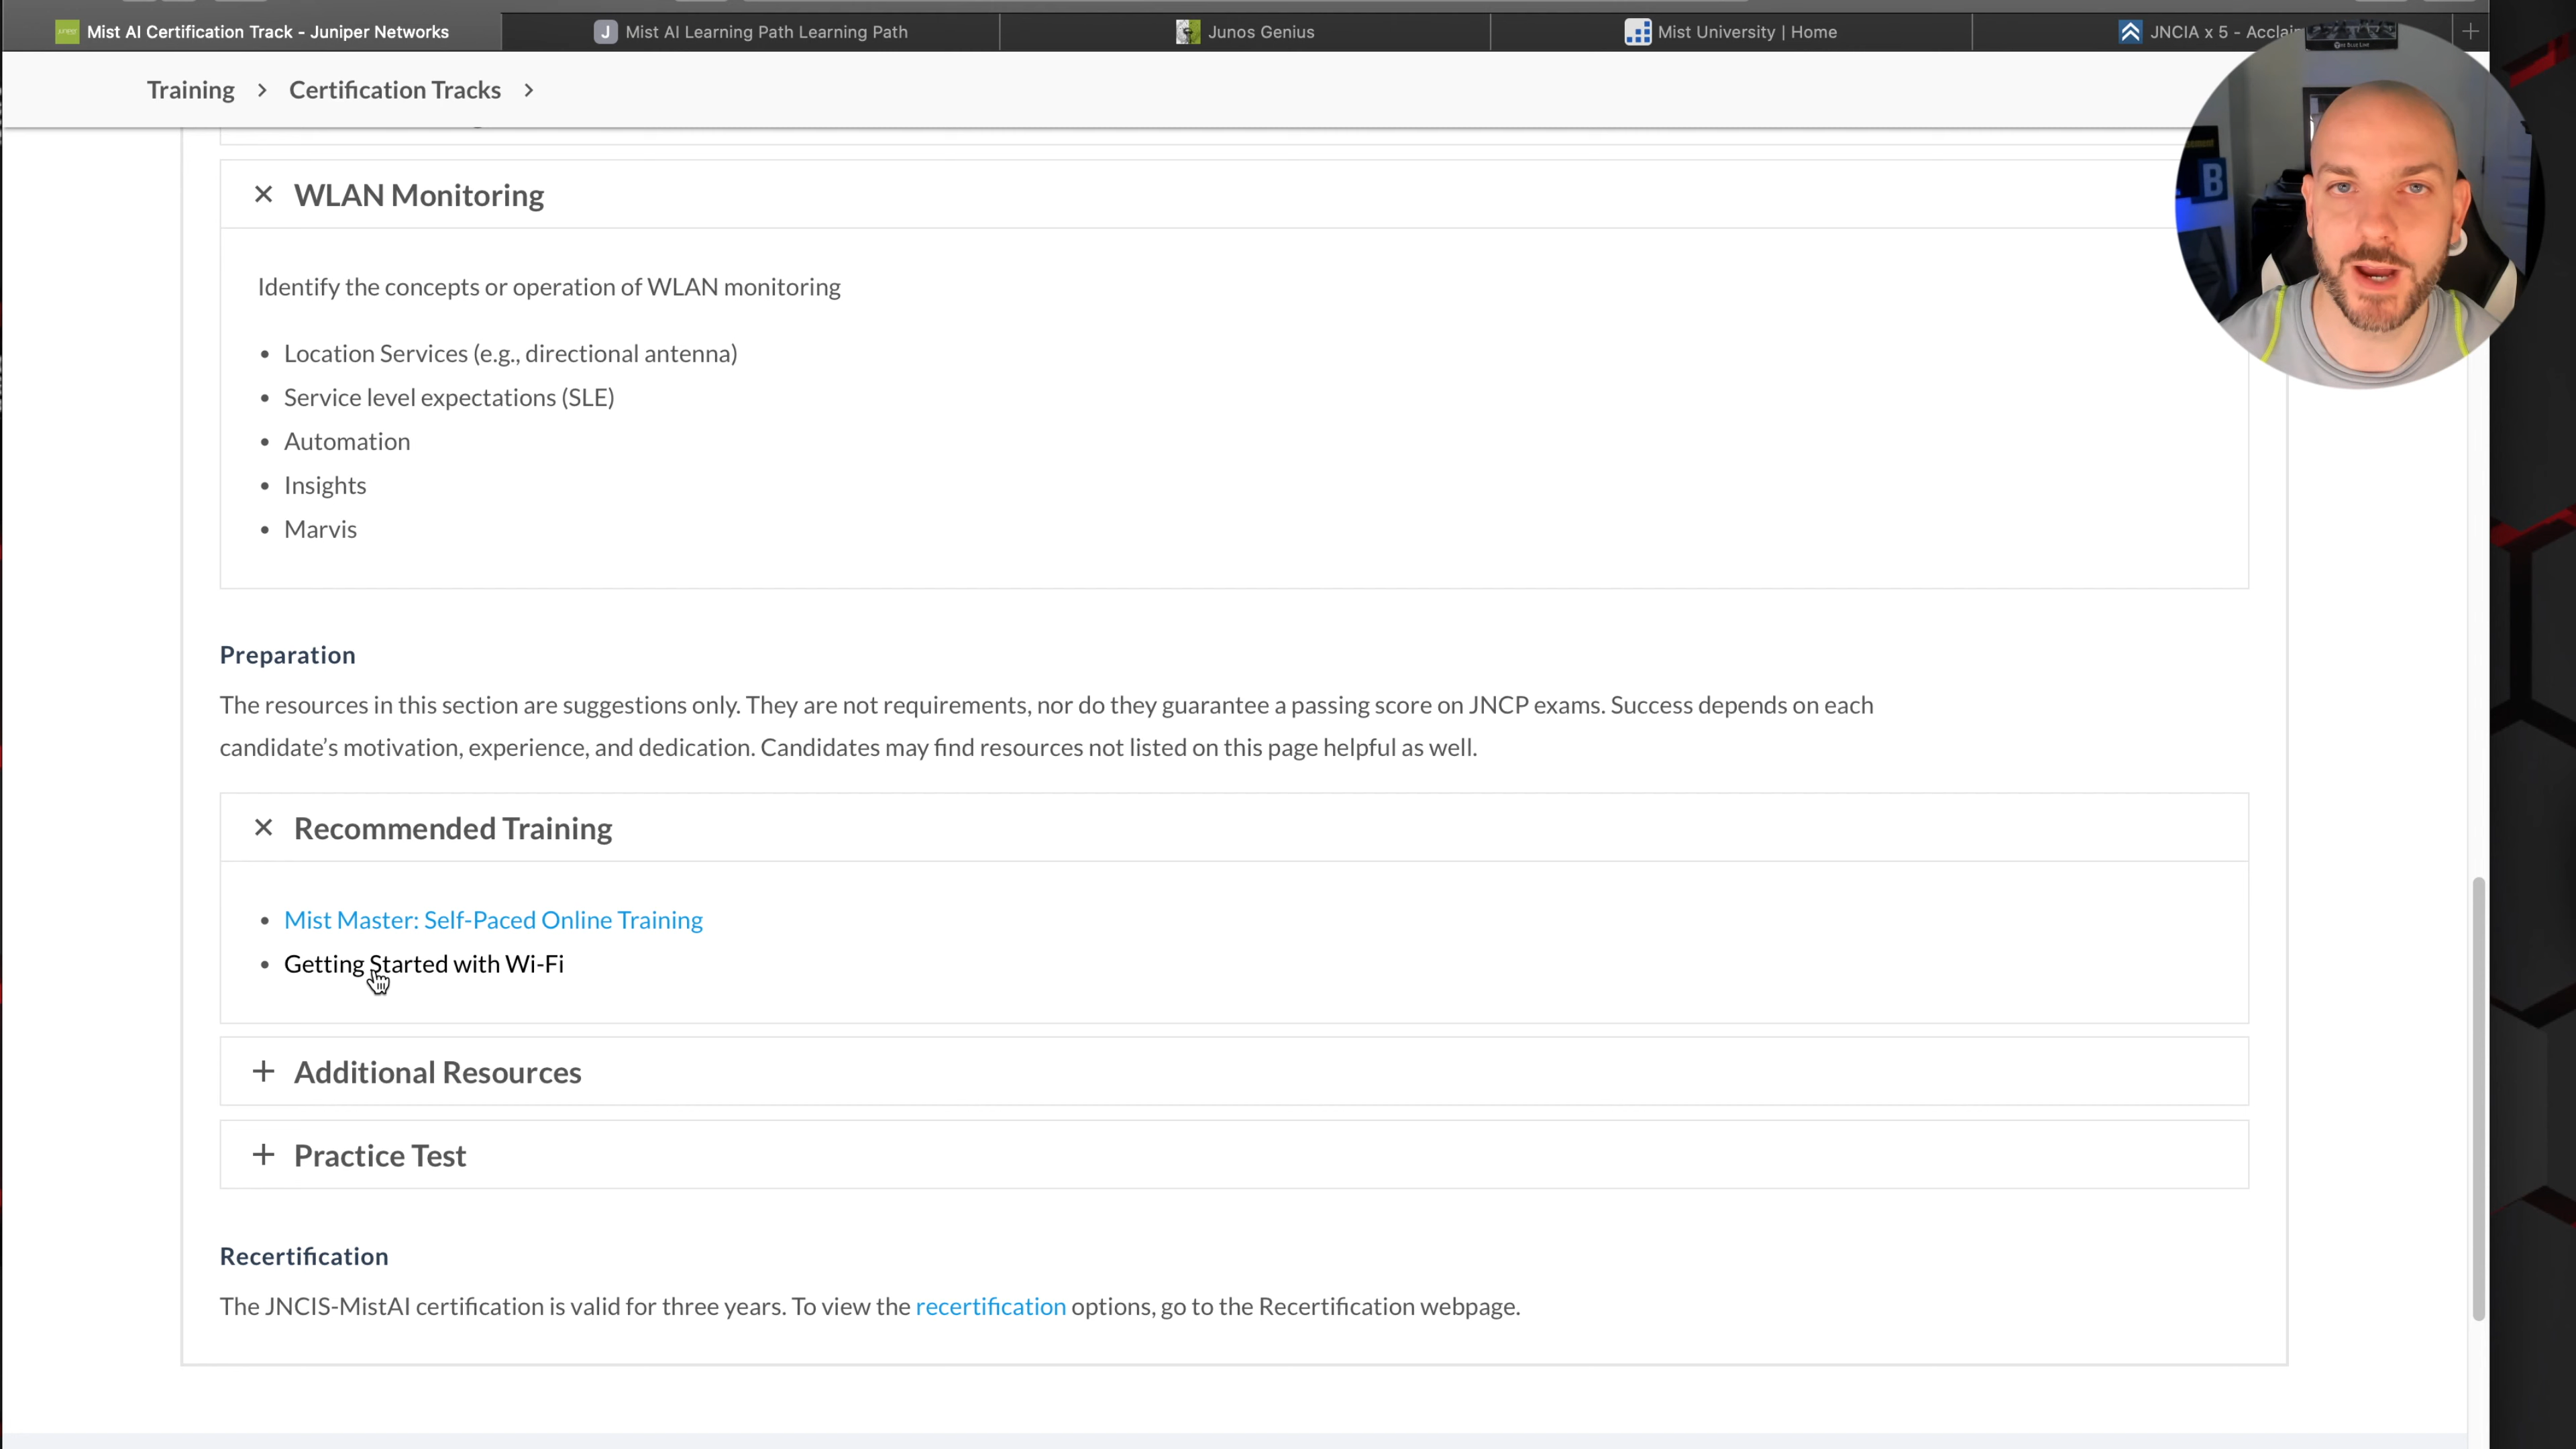 Mist AI Certification Track - Juniper Networks
J Mist AI Learning Path Learning Path
Junos Genius
Mist University | Home
JNCIA x 5 - Acclai
Training > Certification Tracks >
WLAN Monitoring
Identify the concepts or operation of WLAN monitoring
• Location Services (e.g., directional antenna)
• Service level expectations (SLE)
• Automation
• Insights
• Marvis
Preparation
The resources in this section are suggestions only. They are not requirements, nor do they guarantee a passing score on JNCP exams. Success depends on each
candidate’s motivation, experience, and dedication. Candidates may find resources not listed on this page helpful as well.
Recommended Training
• Mist Master: Self-Paced Online Training
• Getting Started with Wi-Fi
Additional Resources
Practice Test
Recertification
The JNCIS-MistAI certification is valid for three years. To view the recertification options, go to the Recertification webpage.
B